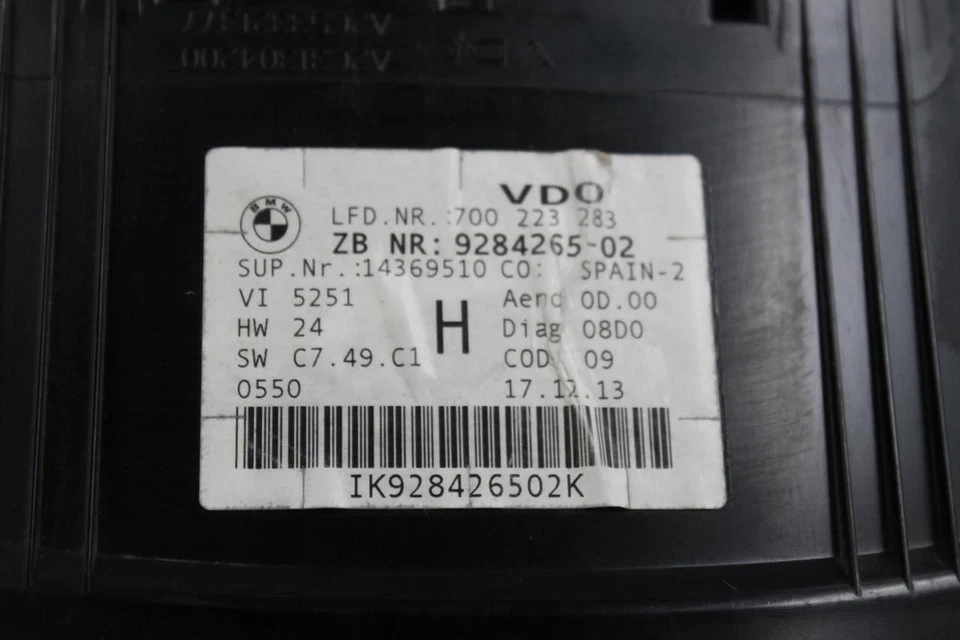 VDO
BMW
LFD.NR.:700 223 283
ZB NR: 9284265-02
SUP.Nr.:14369510 CO: SPAIN-2
VI 5251 Aend 0D.00
HW 24 H Diag 08D0
SW C7.49.C1 COD 09
0550 17.12.13
IK928426502K